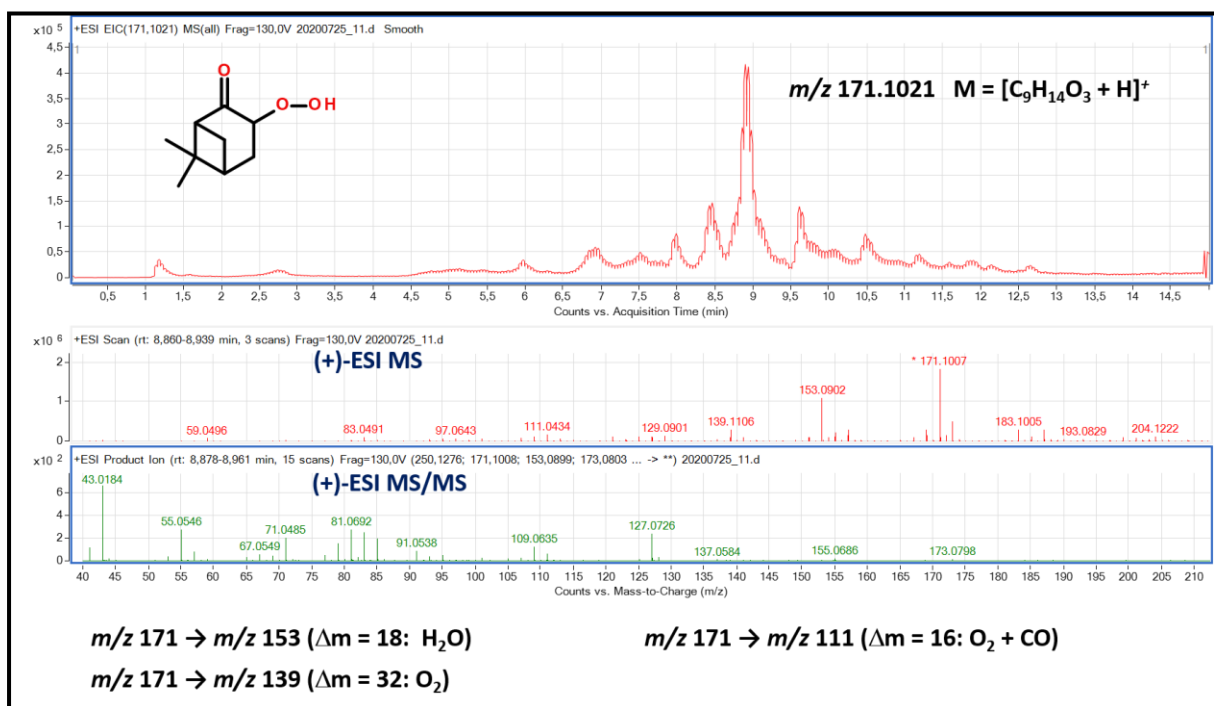 x10 5 +ESI EIC(171,1021) MS(all) Frag=130,0V 20200725_11.d Smooth
4,5
1
1
4
3,5
3
2,5
2
1,5
1
0,5
0
O
O—OH
m/z 171.1021 M = [C9H14O3 + H]+
0,5 1 1,5 2 2,5 3 3,5 4 4,5 5 5,5 6 6,5 7 7,5 8 8,5 9 9,5 10 10,5 11 11,5 12 12,5 13 13,5 14 14,5
Counts vs. Acquisition Time (min)
x10 6 +ESI Scan (rt: 8,860-8,939 min, 3 scans) Frag=130,0V 20200725_11.d
(+)-ESI MS
2
1
0
59.0496
83.0491
97.0643
111.0434
129.0901
139.1106
153.0902
* 171.1007
183.1005
193.0829
204.1222
x10 2 +ESI Product Ion (rt: 8,878-8,961 min, 15 scans) Frag=130,0V (250,1276; 171,1008; 153,0899; 173,0803 ... -> **) 20200725_11.d
(+)-ESI MS/MS
6
4
2
0
43.0184
55.0546
67.0549
71.0485
81.0692
91.0538
109.0635
127.0726
137.0584
155.0686
173.0798
40 45 50 55 60 65 70 75 80 85 90 95 100 105 110 115 120 125 130 135 140 145 150 155 160 165 170 175 180 185 190 195 200 205 210
Counts vs. Mass-to-Charge (m/z)
m/z 171 → m/z 153 (Δm = 18: H2O)
m/z 171 → m/z 111 (Δm = 16: O2 + CO)
m/z 171 → m/z 139 (Δm = 32: O2)